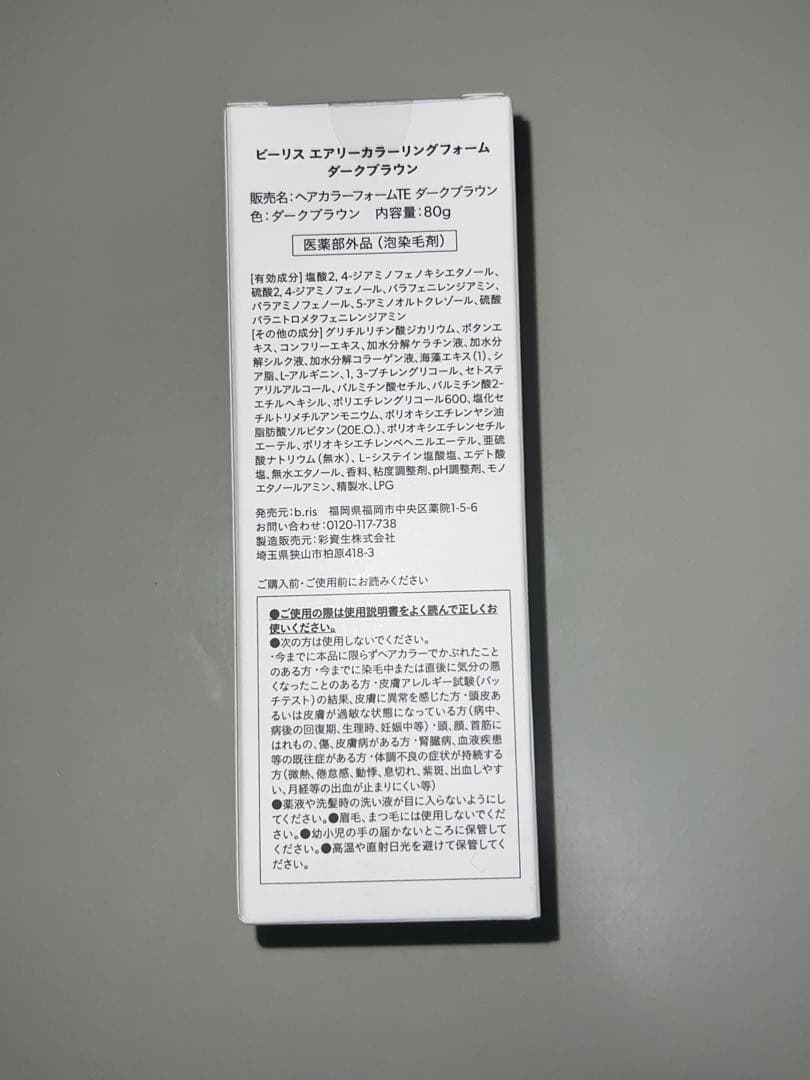 ビーリス エアリーカラーリングフォーム
ダークブラウン
販売名：ヘアカラーフォームTE ダークブラウン
色：ダークブラウン 内容量：80g
医薬部外品（泡染毛剤）
[有効成分] 塩酸2, 4-ジアミノフェノキシエタノール、
硫酸2, 4-ジアミノフェノール、パラフェニレンジアミン、
パラアミノフェノール、5-アミノオルトクレゾール、硫酸
パラニトロメタフェニレンジアミン
[その他の成分] グリチルリチン酸ジカリウム、ボタンエ
キス、コンフリーエキス、加水分解ケラチン液、加水分
解シルク液、加水分解コラーゲン液、海藻エキス（1）、シ
ア脂、L-アルギニン、1, 3-ブチレングリコール、セトステ
アリルアルコール、パルミチン酸セチル、パルミチン酸2-
エチルヘキシル、ポリエチレングリコール600、塩化セ
チルトリメチルアンモニウム、ポリオキシエチレンヤシ油
脂肪酸ソルビタン（20E.O.）、ポリオキシエチレンセチル
エーテル、ポリオキシエチレンベヘニルエーテル、亜硫
酸ナトリウム（無水）、L-システイン塩酸塩、エデト酸
塩、無水エタノール、香料、粘度調整剤、pH調整剤、モノ
エタノールアミン、精製水、LPG
発売元：b.ris 福岡県福岡市中央区薬院1-5-6
お問い合わせ：0120-117-738
製造販売元：彩資生株式会社
埼玉県狭山市柏原418-3
ご購入前・ご使用前にお読みください
●ご使用の際は使用説明書をよく読んで正しくお
使いください。
●次の方は使用しないでください。
・今までに本品に限らずヘアカラーでかぶれたこと
のある方 ・今までに染毛中または直後に気分の悪
くなったことのある方 ・皮膚アレルギー試験（パッ
チテスト）の結果、皮膚に異常を感じた方 ・頭皮あ
るいは皮膚が過敏な状態になっている方（病中、
病後の回復期、生理時、妊娠中等） ・頭、顔、首筋に
はれもの、傷、皮膚病がある方 ・腎臓病、血液疾患
等の既往症がある方 ・体調不良の症状が持続する
方（微熱、倦怠感、動悸、息切れ、紫斑、出血しやす
い、月経等の出血が止まりにくい等）
●薬液や洗髪時の洗い液が目に入らないようにし
てください。●眉毛、まつ毛には使用しないでくだ
さい。●幼小児の手の届かないところに保管して
ください。●高温や直射日光を避けて保管してく
ださい。